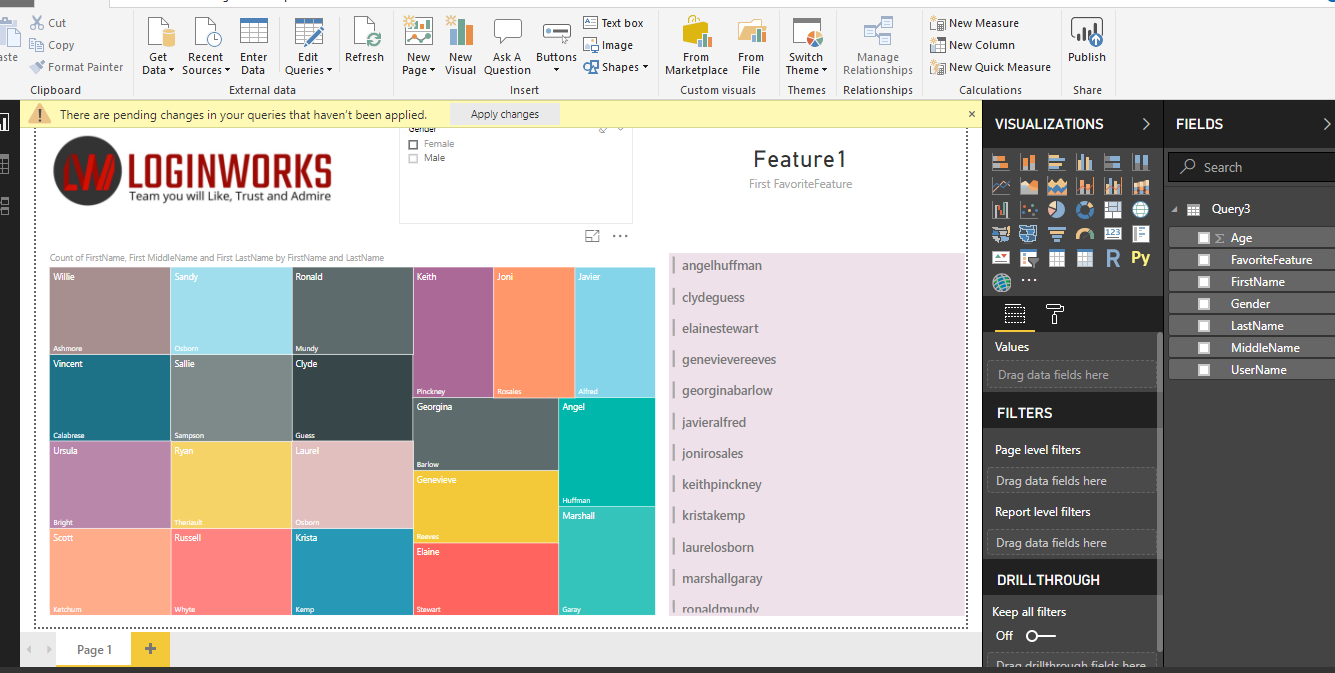 Cut
Copy
Format Painter
Clipboard
Get Data
Recent Sources
Enter Data
External data
Edit Queries
Refresh
New Page
New Visual
Ask A Question
Buttons
Text box
Image
Shapes
Insert
From Marketplace
From File
Custom visuals
Switch Theme
Themes
Manage Relationships
Relationships
New Measure
New Column
New Quick Measure
Calculations
Publish
Share
There are pending changes in your queries that haven't been applied.
Apply changes
LOGINWORKS
Team you will Like, Trust and Admire
Gender
Female
Male
Feature1
First FavoriteFeature
Count of FirstName, First MiddleName and First LastName by FirstName and LastName
Willie
Ashmore
Sandy
Osborn
Ronald
Mundy
Keith
Pinckney
Joni
Rosales
Javier
Alfred
Vincent
Calabrese
Sallie
Sampson
Clyde
Guess
Georgina
Barlow
Angel
Huffman
Ursula
Bright
Ryan
Theriault
Laurel
Osborn
Genevieve
Reeves
Marshall
Garay
Scott
Ketchum
Russell
Whyte
Krista
Kemp
Elaine
Stewart
angelhuffman
clydeguess
elainestewart
genevievereeves
georginabarlow
javieralfred
jonirosales
keithpinckney
kristakemp
laurelosborn
marshallgaray
ronaldmundy
Page 1
VISUALIZATIONS
123
R
Py
Values
Drag data fields here
FILTERS
Page level filters
Drag data fields here
Report level filters
Drag data fields here
DRILLTHROUGH
Keep all filters
Off
Drag drillthrough fields here
FIELDS
Search
Query3
Σ Age
FavoriteFeature
FirstName
Gender
LastName
MiddleName
UserName